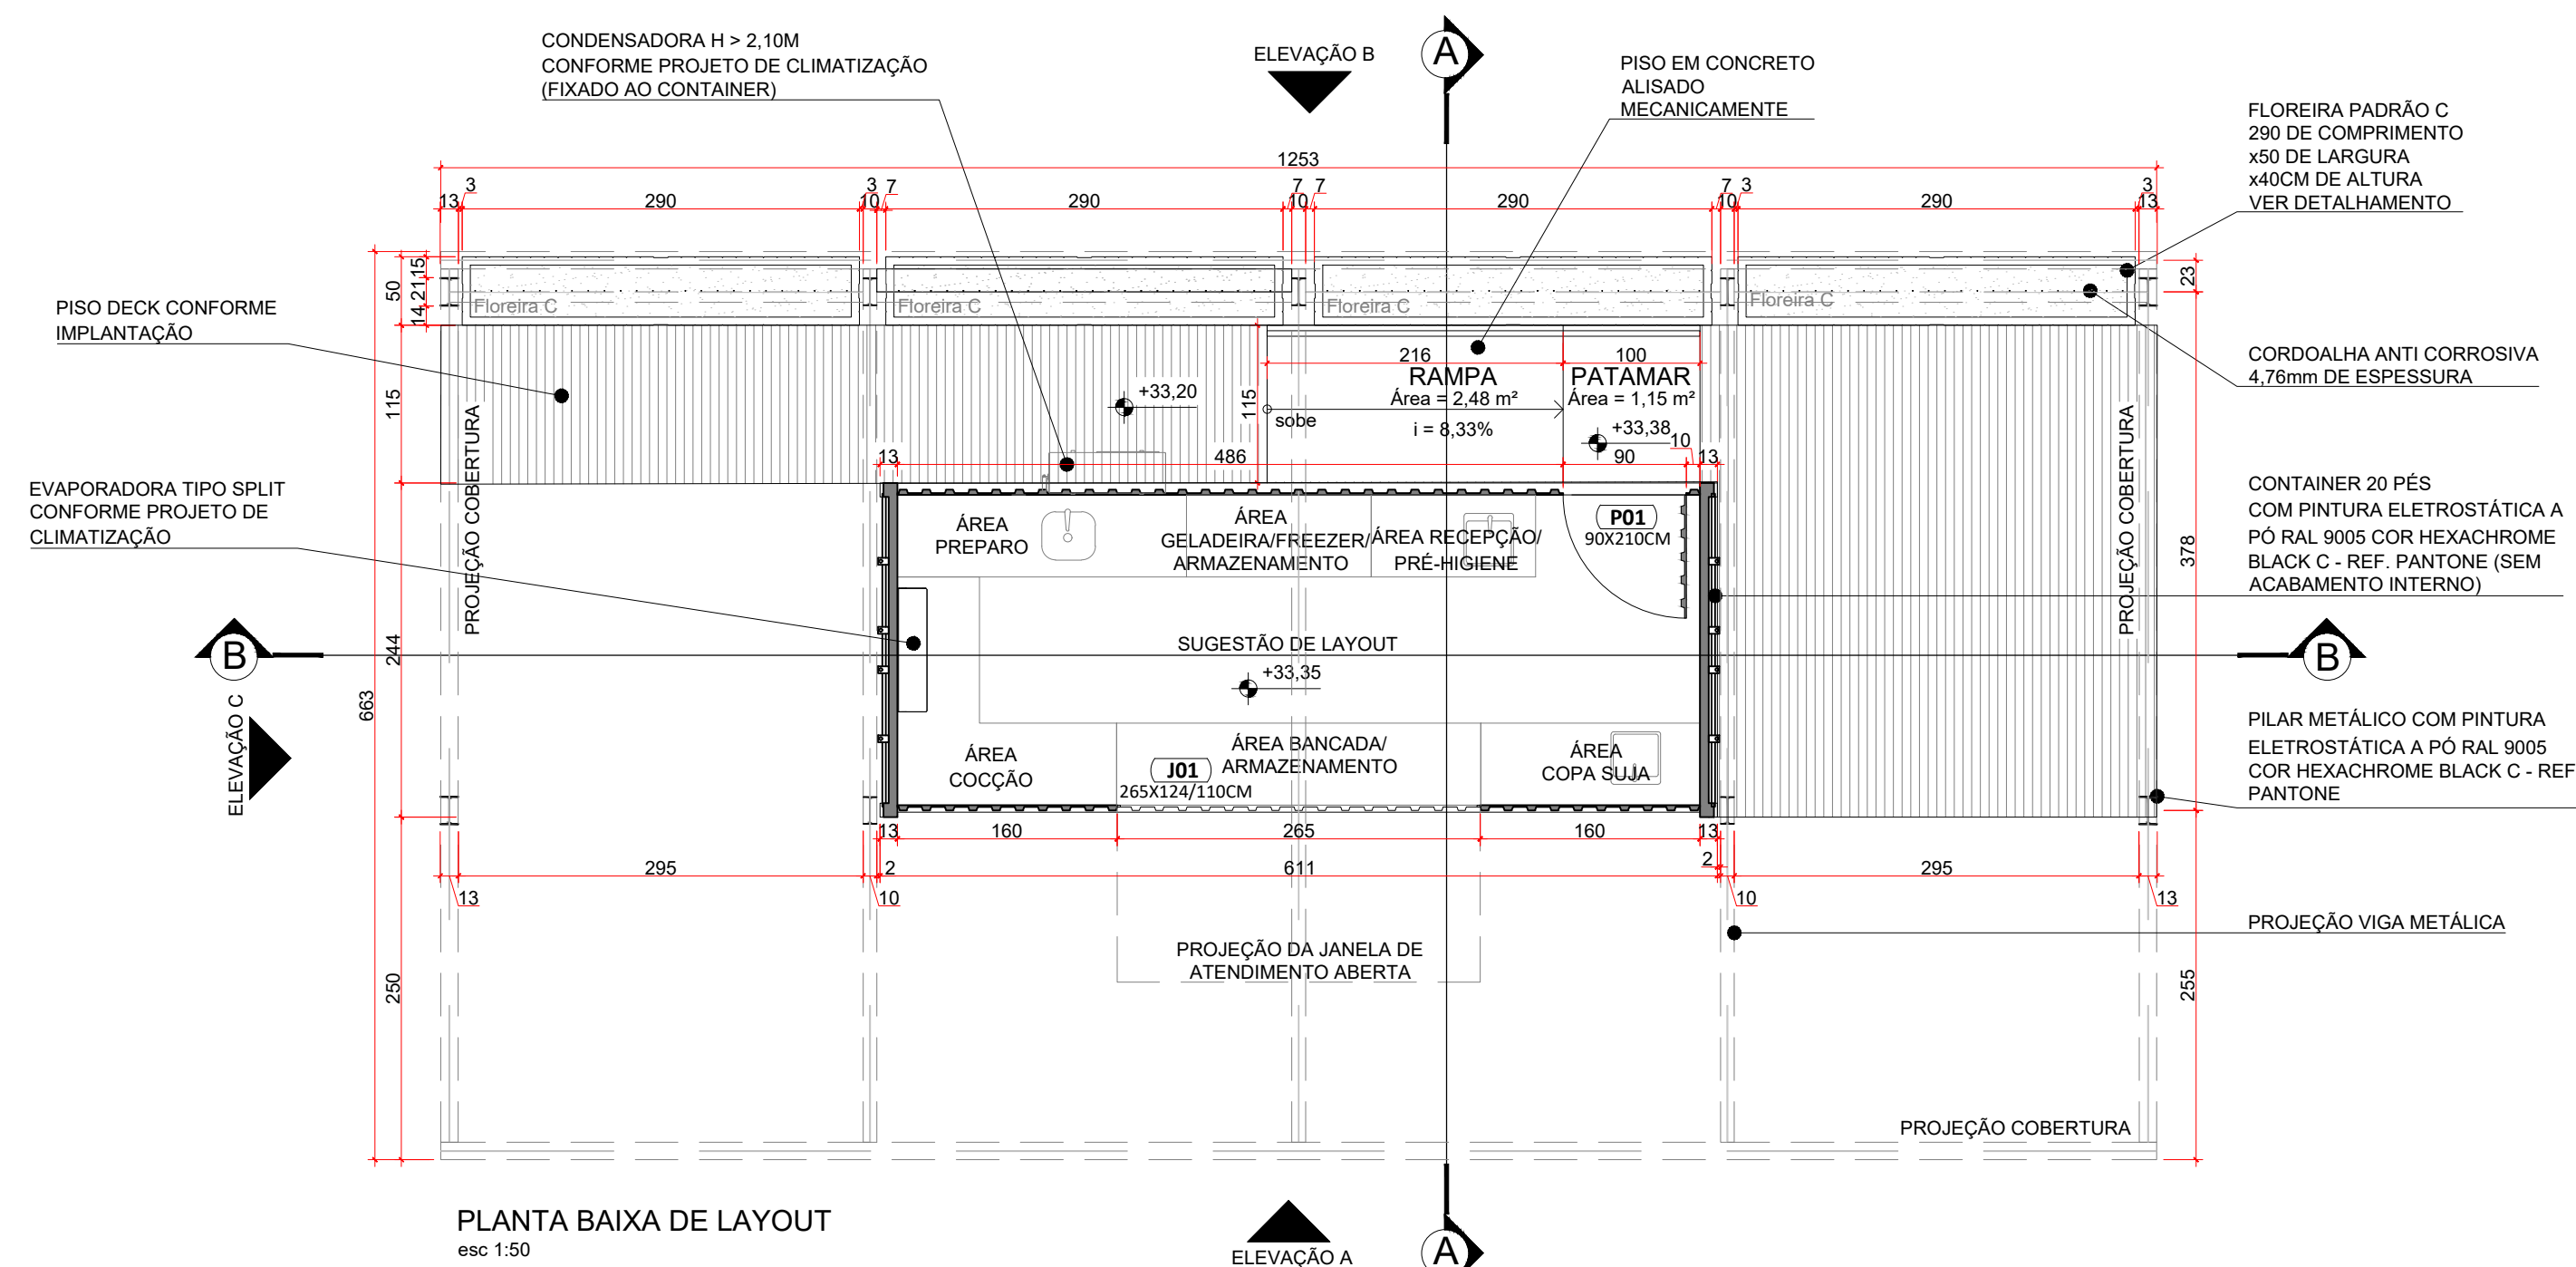 CONDENSADORA H > 2,10M
CONFORME PROJETO DE CLIMATIZAÇÃO
(FIXADO AO CONTAINER)
ELEVAÇÃO B
A
PISO EM CONCRETO
ALISADO
MECANICAMENTE
FLOREIRA PADRÃO C
290 DE COMPRIMENTO
x50 DE LARGURA
x40CM DE ALTURA
VER DETALHAMENTO
1253
13 3 290 3 10 7 290 7 10 7 290 7 10 3 290 3 13
PISO DECK CONFORME
IMPLANTAÇÃO
50
15
21
14
Floreira C
Floreira C
Floreira C
Floreira C
23
CORDOALHA ANTI CORROSIVA
4,76mm DE ESPESSURA
115
+33,20
115
216 100
RAMPA
Área = 2,48 m²
sobe
i = 8,33%
PATAMAR
Área = 1,15 m²
+33,38
10
13 486 90 13
PROJEÇÃO COBERTURA
PROJEÇÃO COBERTURA
EVAPORADORA TIPO SPLIT
CONFORME PROJETO DE
CLIMATIZAÇÃO
CONTAINER 20 PÉS
COM PINTURA ELETROSTÁTICA A
PÓ RAL 9005 COR HEXACHROME
BLACK C - REF. PANTONE (SEM
ACABAMENTO INTERNO)
378
ÁREA
PREPARO
ÁREA
GELADEIRA/FREEZER/
ARMAZENAMENTO
ÁREA RECEPÇÃO/
PRÉ-HIGIENE
P01
90X210CM
B
SUGESTÃO DE LAYOUT
+33,35
B
244
663
ELEVAÇÃO C
ÁREA
COCÇÃO
J01
265X124/110CM
ÁREA BANCADA/
ARMAZENAMENTO
ÁREA
COPA SUJA
PILAR METÁLICO COM PINTURA
ELETROSTÁTICA A PÓ RAL 9005
COR HEXACHROME BLACK C - REF
PANTONE
13 160 265 160 13
295 2 611 2 295
13 10 10 13
PROJEÇÃO VIGA METÁLICA
PROJEÇÃO DA JANELA DE
ATENDIMENTO ABERTA
250
255
PROJEÇÃO COBERTURA
PLANTA BAIXA DE LAYOUT
esc 1:50
ELEVAÇÃO A
A